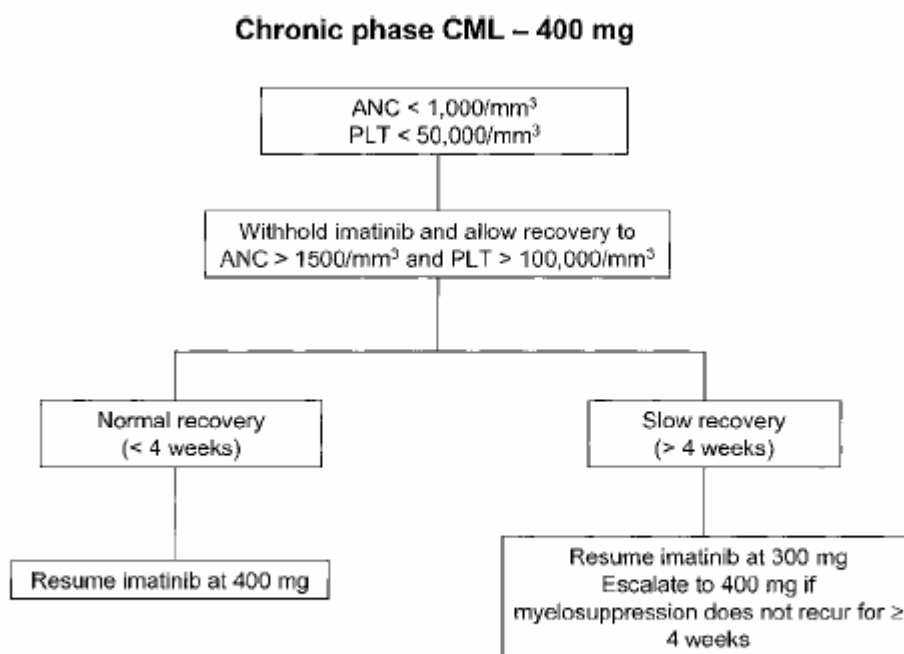 Chronic phase CML – 400 mg
ANC < 1,000/mm³
PLT < 50,000/mm³
Withhold imatinib and allow recovery to
ANC > 1500/mm³ and PLT > 100,000/mm³
Normal recovery
(< 4 weeks)
Slow recovery
(> 4 weeks)
Resume imatinib at 400 mg
Resume imatinib at 300 mg
Escalate to 400 mg if
myelosuppression does not recur for ≥
4 weeks